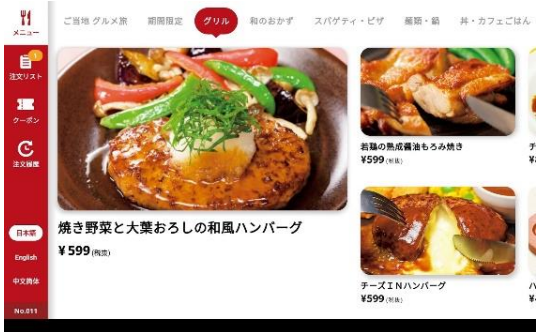 メニュー
注文リスト
1
クーポン
注文履歴
日本語
English
中文简体
No.011
ご当地 グルメ旅 期間限定 グリル 和のおかず スパゲティ・ピザ 麺類・鍋 丼・カフェごはん
焼き野菜と大葉おろしの和風ハンバーグ
¥599(税抜)
若鶏の熟成醤油もろみ焼き
¥599(税抜)
チーズINハンバーグ
¥599(税抜)